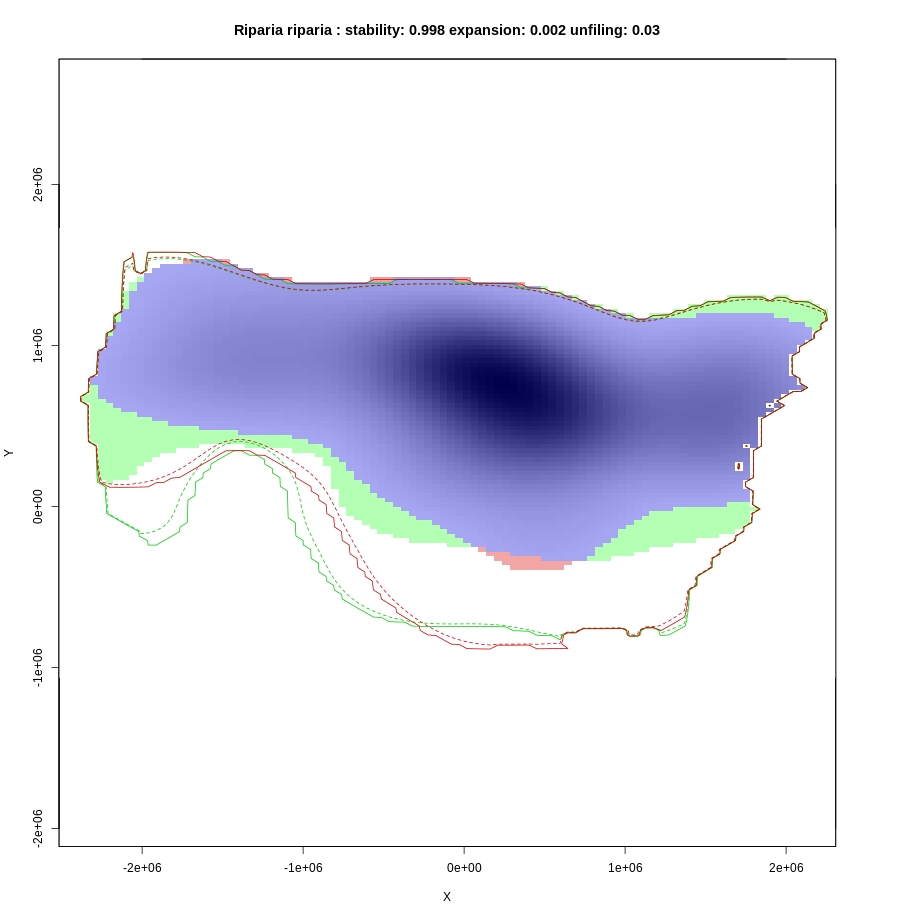 Riparia riparia : stability: 0.998 expansion: 0.002 unfiling: 0.03
2e+06
1e+06
Y
0e+00
-1e+06
-2e+06
-2e+06 -1e+06 0e+00 1e+06 2e+06
X